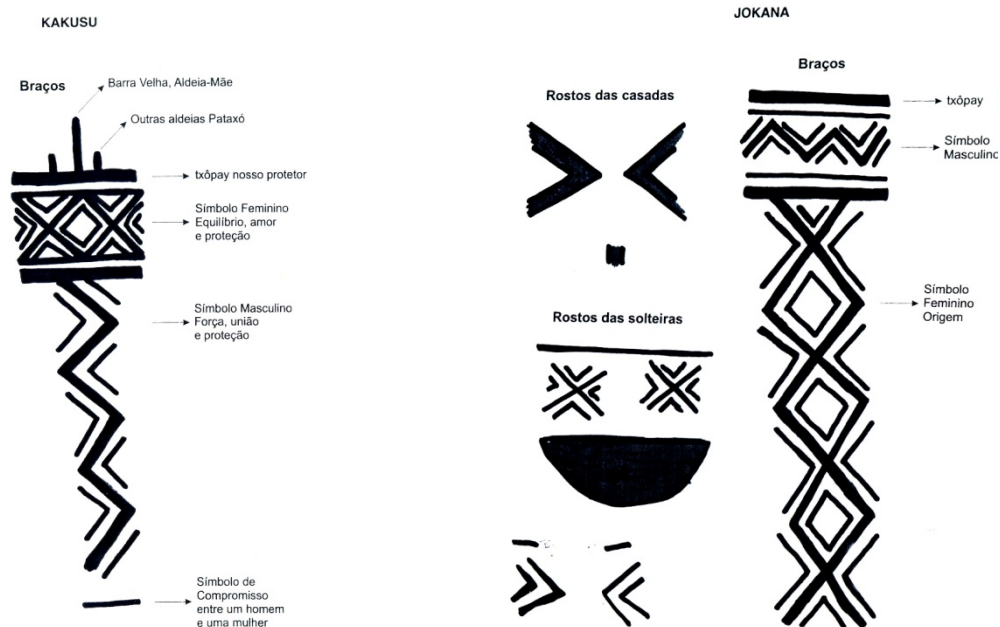 KAKUSU
Braços
Barra Velha, Aldeia-Mãe
Outras aldeias Pataxó
txôpay nosso protetor
Símbolo Feminino
Equilíbrio, amor
e proteção
Símbolo Masculino
Força, união
e proteção
Símbolo de
Compromisso
entre um homem
e uma mulher
JOKANA
Rostos das casadas
Rostos das solteiras
Braços
txôpay
Símbolo
Masculino
Símbolo
Feminino
Origem